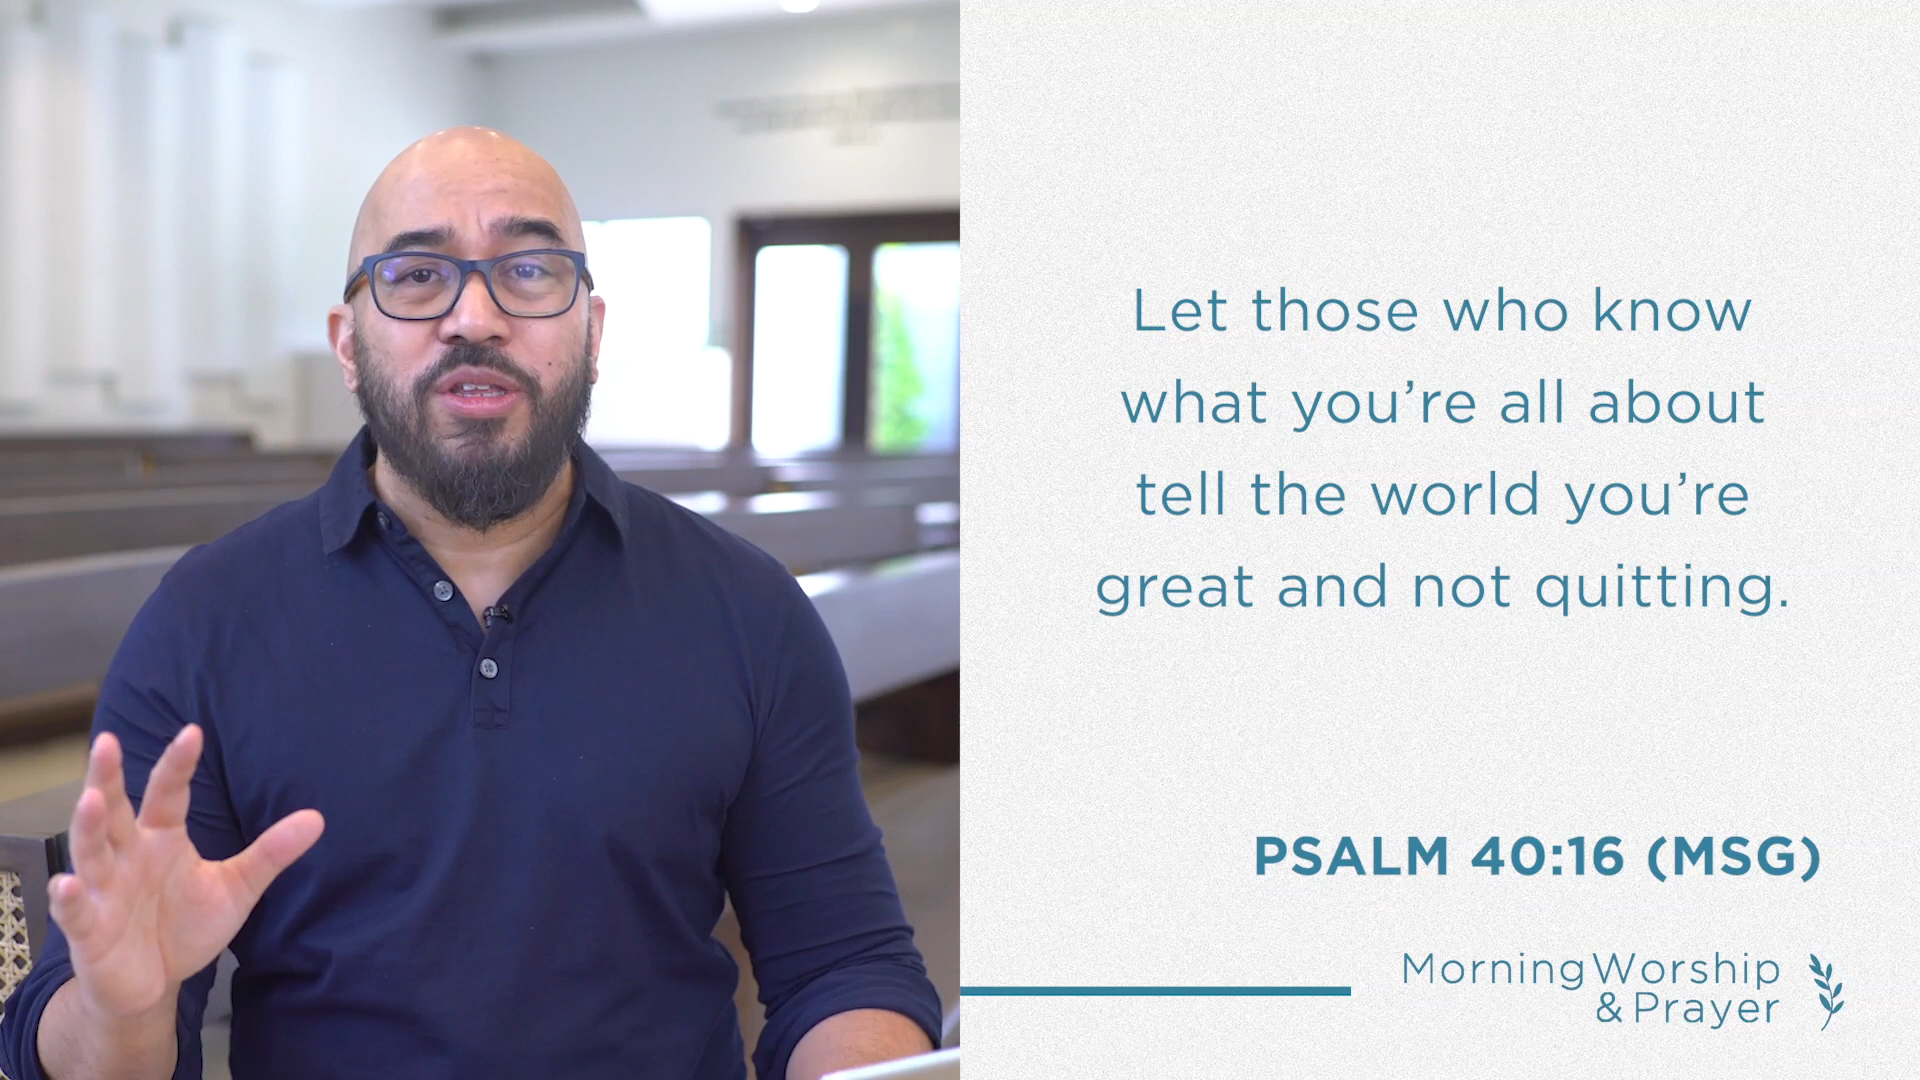 Let those who know
what you’re all about
tell the world you’re
great and not quitting.
PSALM 40:16 (MSG)
MorningWorship
& Prayer